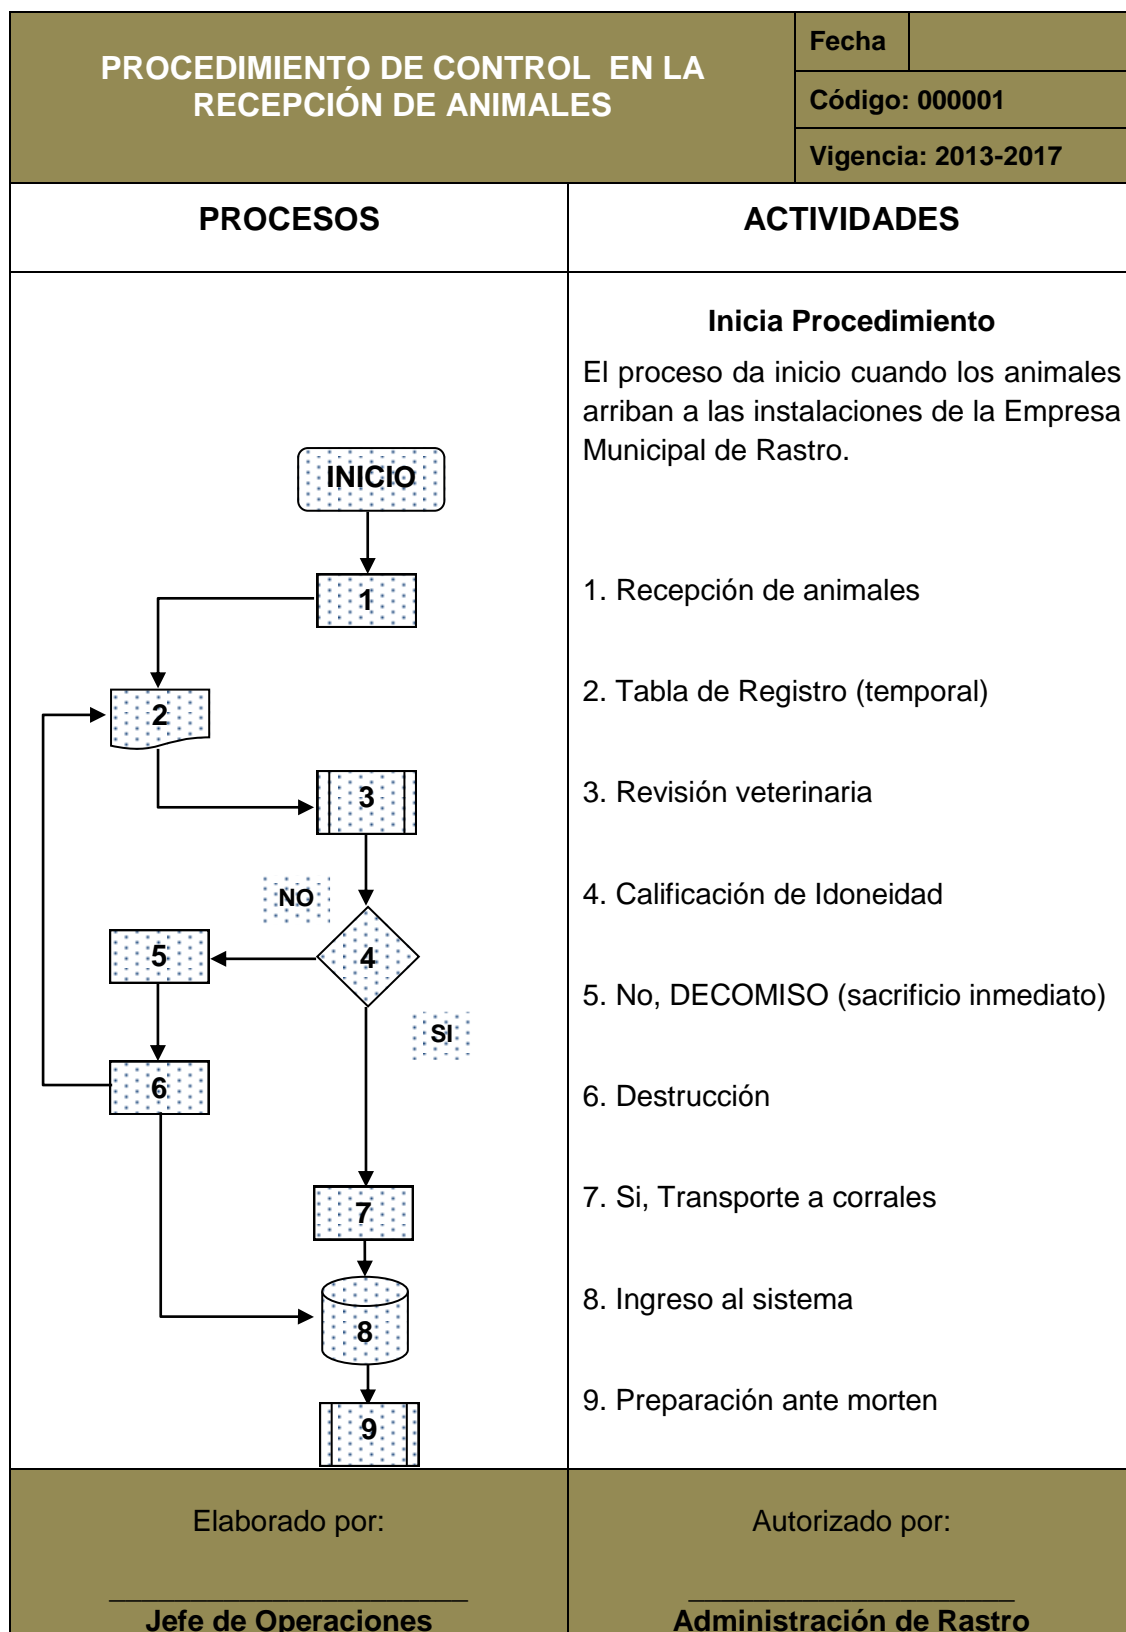 PROCEDIMIENTO DE CONTROL EN LA
RECEPCIÓN DE ANIMALES
Fecha
Código: 000001
Vigencia: 2013-2017
PROCESOS
ACTIVIDADES
Inicia Procedimiento
El proceso da inicio cuando los animales
arriban a las instalaciones de la Empresa
Municipal de Rastro.
INICIO
1
1. Recepción de animales
2
2. Tabla de Registro (temporal)
3
3. Revisión veterinaria
NO
4
4. Calificación de Idoneidad
5
5. No, DECOMISO (sacrificio inmediato)
SI
6
6. Destrucción
7
7. Si, Transporte a corrales
8
8. Ingreso al sistema
9
9. Preparación ante morten
Elaborado por:
Jefe de Operaciones
Autorizado por:
Administración de Rastro